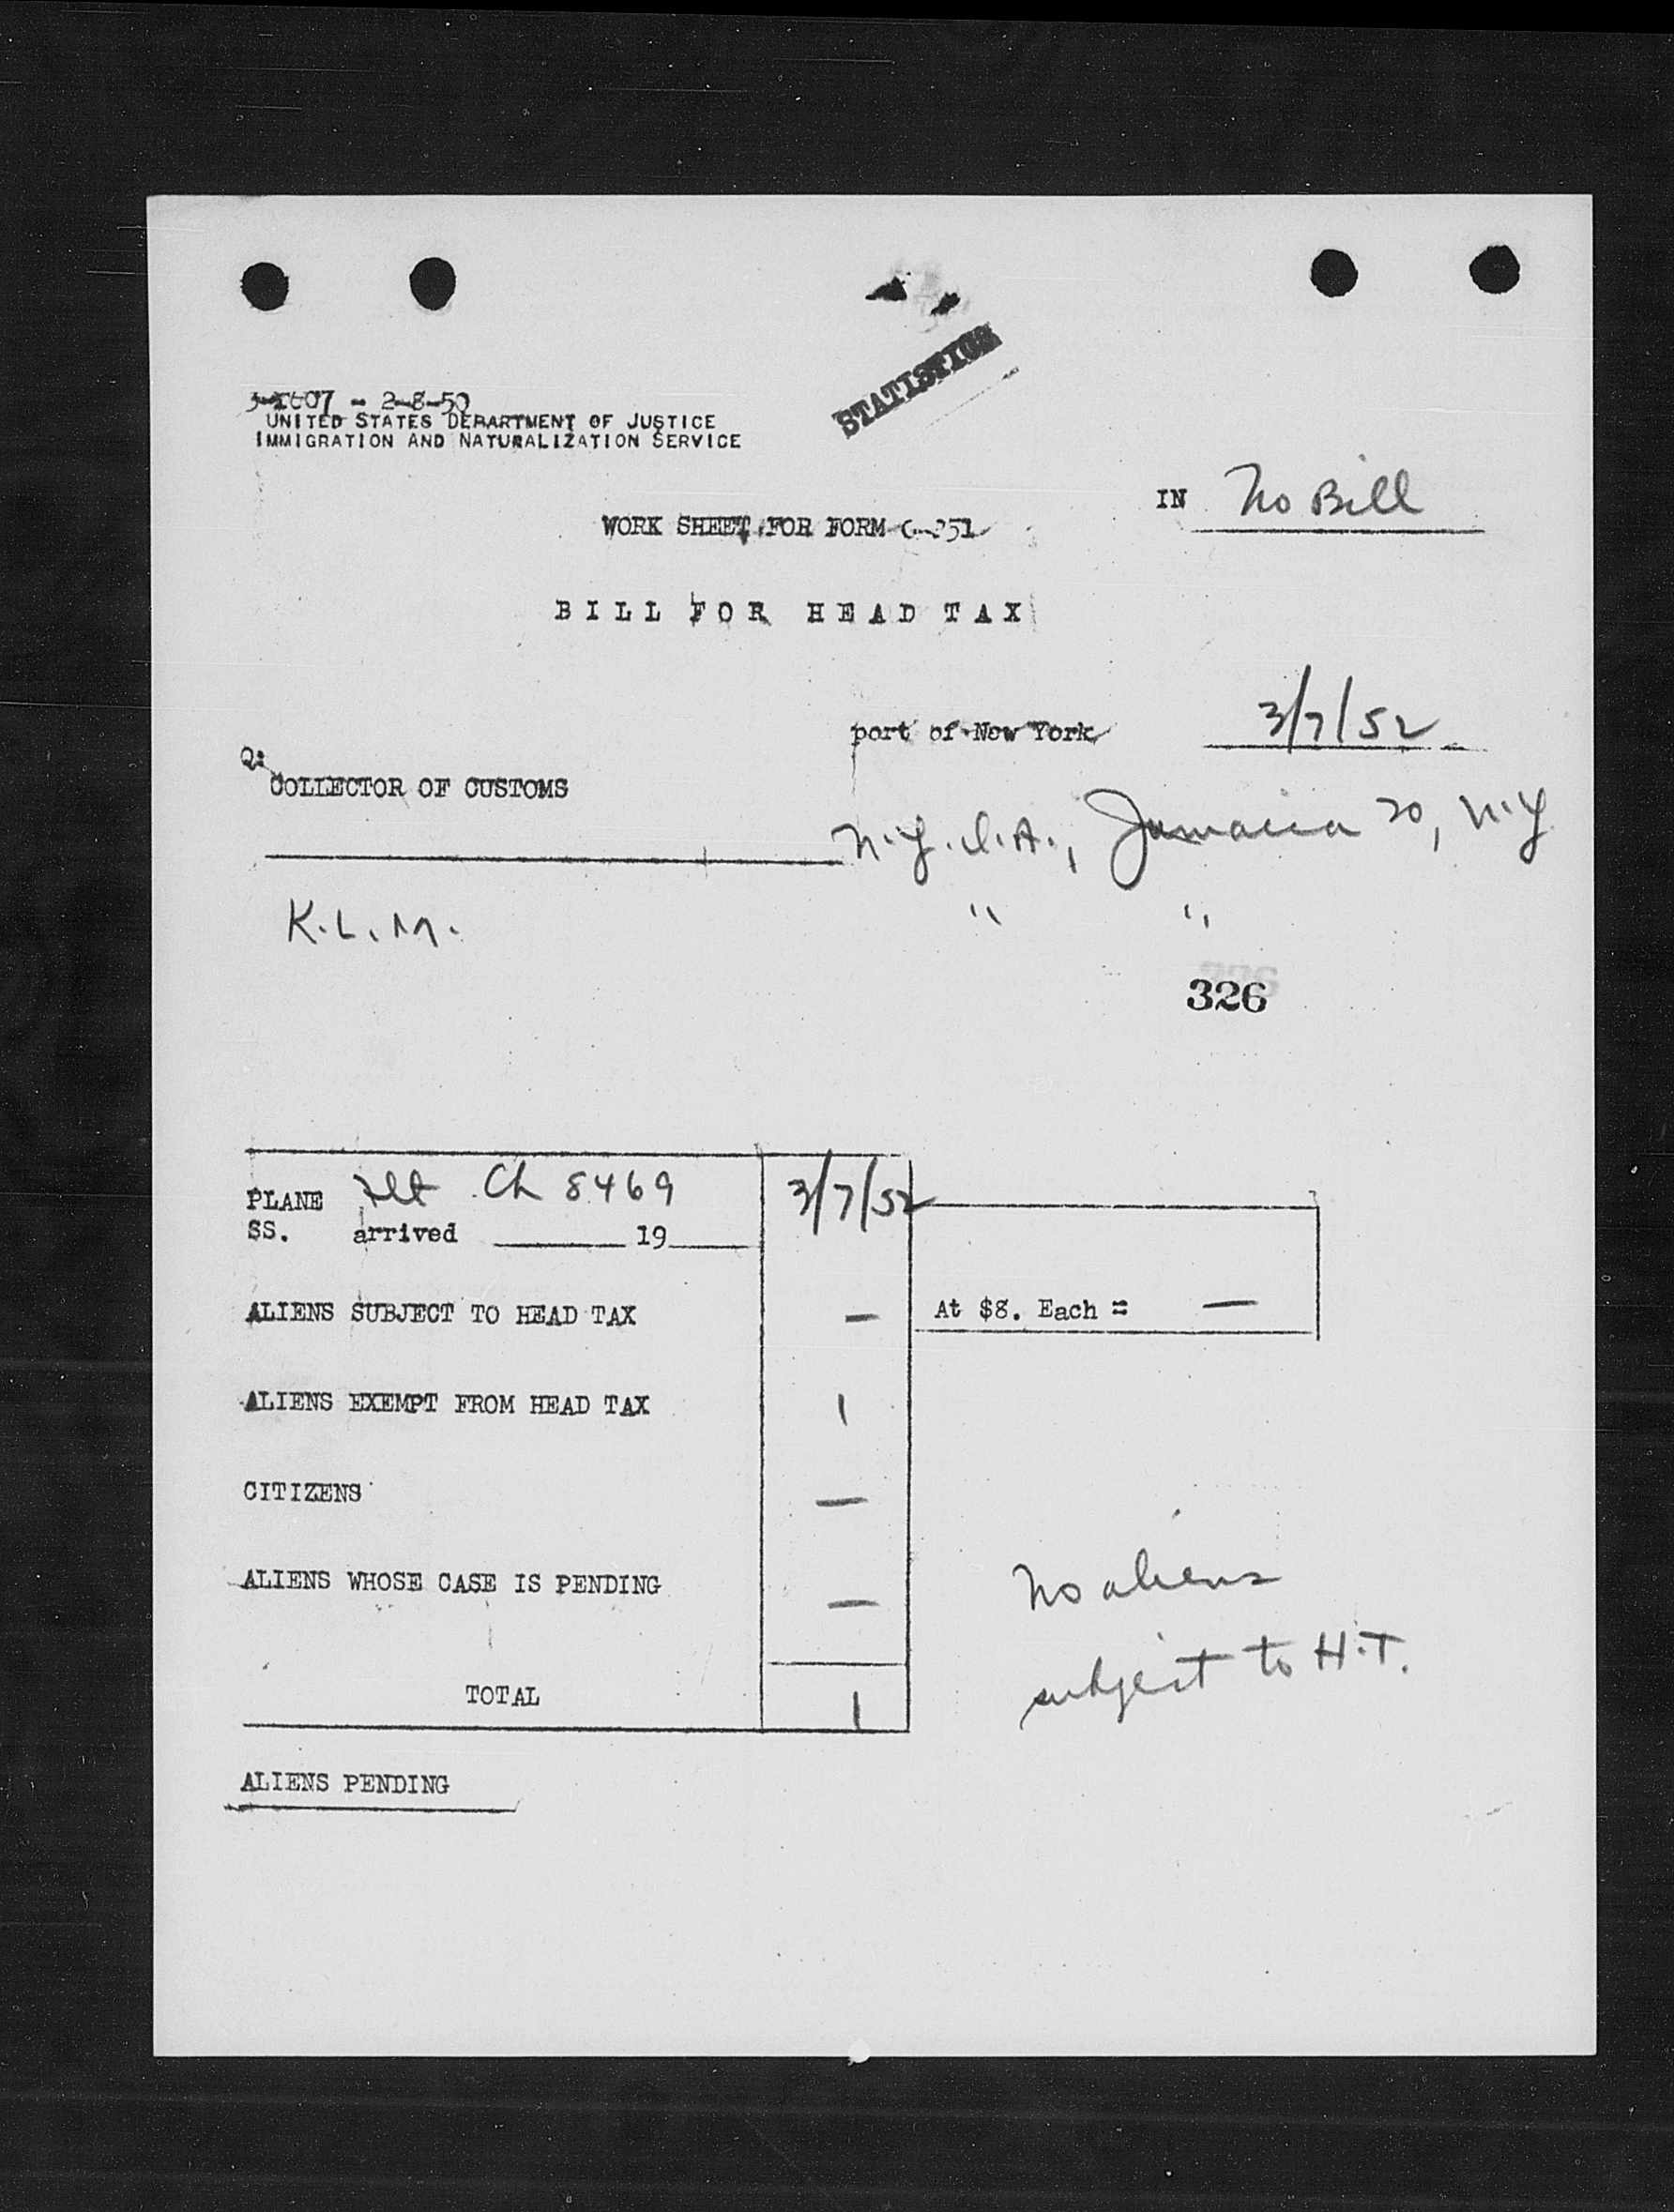 STATISTICS
3-1607 - 2-8-50
UNITED STATES DEPARTMENT OF JUSTICE
IMMIGRATION AND NATURALIZATION SERVICE
IN No Bill
WORK SHEET FOR FORM G-251
BILL FOR HEAD TAX
port of New York 3/7/52
COLLECTOR OF CUSTOMS
N.Y.I.A., Jamaica 20, N.Y.
K.L.M. " "
326
PLANE Flt Ch 8469 3/7/52
SS. arrived 19
ALIENS SUBJECT TO HEAD TAX — At $8. Each = —
ALIENS EXEMPT FROM HEAD TAX 1
CITIZENS —
ALIENS WHOSE CASE IS PENDING —
No aliens
subject to H.T.
TOTAL 1
ALIENS PENDING